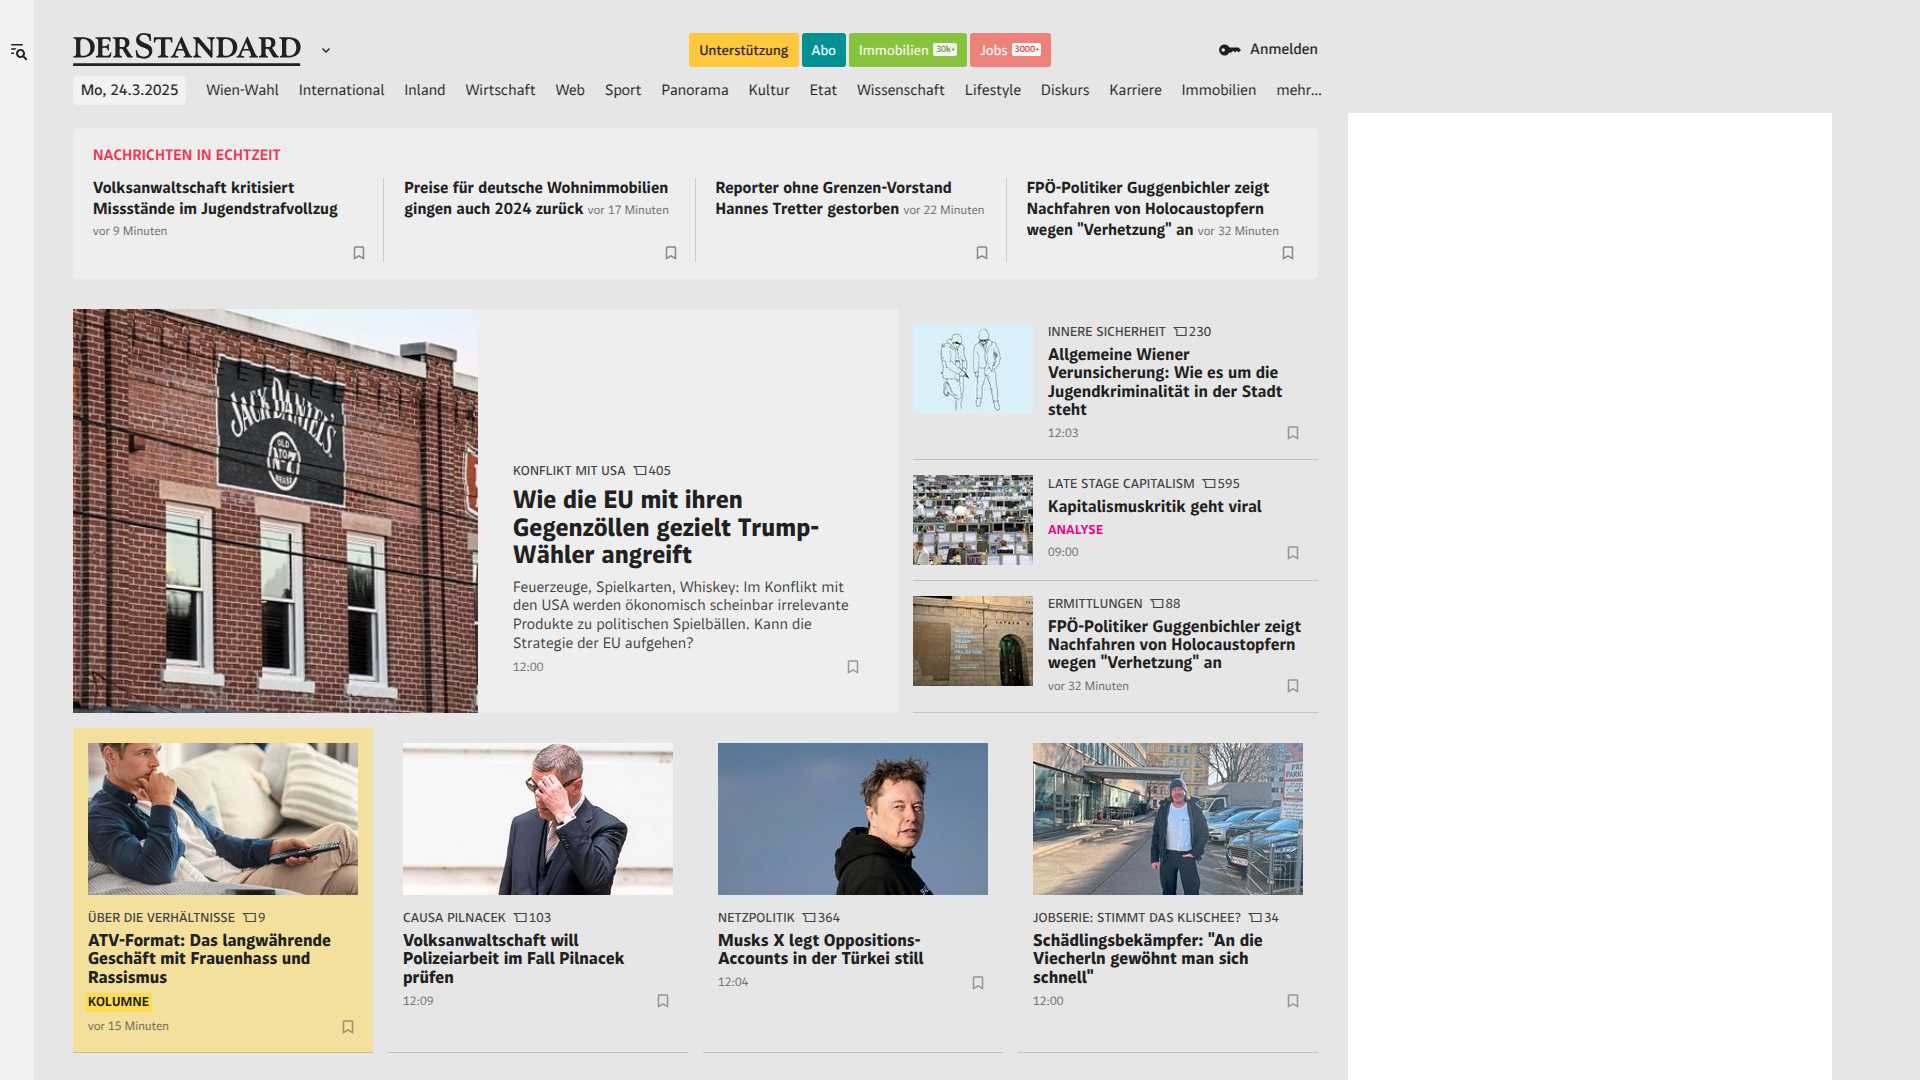 DERSTANDARD
Unterstützung
Abo
Immobilien 30k+
Jobs 3000+
Anmelden
Mo, 24.3.2025
Wien-Wahl
International
Inland
Wirtschaft
Web
Sport
Panorama
Kultur
Etat
Wissenschaft
Lifestyle
Diskurs
Karriere
Immobilien
mehr...
NACHRICHTEN IN ECHTZEIT
Volksanwaltschaft kritisiert
Missstände im Jugendstrafvollzug
vor 9 Minuten
Preise für deutsche Wohnimmobilien
gingen auch 2024 zurück vor 17 Minuten
Reporter ohne Grenzen-Vorstand
Hannes Tretter gestorben vor 22 Minuten
FPÖ-Politiker Guggenbichler zeigt
Nachfahren von Holocaustopfern
wegen "Verhetzung" an vor 32 Minuten
JACK DANIEL'S
OLD
No. 7
KONFLIKT MIT USA 405
Wie die EU mit ihren
Gegenzöllen gezielt Trump-
Wähler angreift
Feuerzeuge, Spielkarten, Whiskey: Im Konflikt mit
den USA werden ökonomisch scheinbar irrelevante
Produkte zu politischen Spielbällen. Kann die
Strategie der EU aufgehen?
12:00
INNERE SICHERHEIT 230
Allgemeine Wiener
Verunsicherung: Wie es um die
Jugendkriminalität in der Stadt
steht
12:03
LATE STAGE CAPITALISM 595
Kapitalismuskritik geht viral
ANALYSE
09:00
ERMITTLUNGEN 88
FPÖ-Politiker Guggenbichler zeigt
Nachfahren von Holocaustopfern
wegen "Verhetzung" an
vor 32 Minuten
ÜBER DIE VERHÄLTNISSE 9
ATV-Format: Das langwährende
Geschäft mit Frauenhass und
Rassismus
KOLUMNE
vor 15 Minuten
CAUSA PILNACEK 103
Volksanwaltschaft will
Polizeiarbeit im Fall Pilnacek
prüfen
12:09
NETZPOLITIK 364
Musks X legt Oppositions-
Accounts in der Türkei still
12:04
JOBSERIE: STIMMT DAS KLISCHEE? 34
Schädlingsbekämpfer: "An die
Viecherln gewöhnt man sich
schnell"
12:00